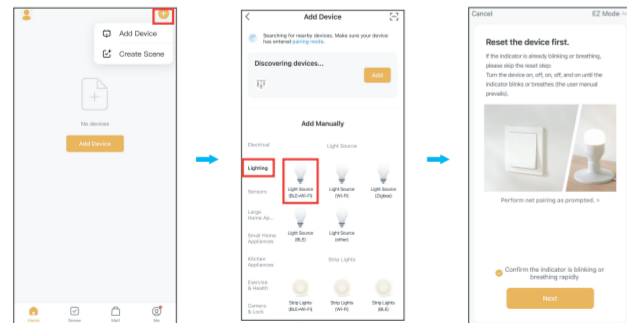 Add Device
Create Scene
No devices
Add Device
Home
Scene
Mall
Me
Add Device
Searching for nearby devices. Make sure your device
has entered pairing mode.
Discovering devices...
Add
Add Manually
Electrical
Light Source
Lighting
Sensors
Light Source
(BLE+Wi-Fi)
Light Source
(Wi-Fi)
Light Source
(Zigbee)
Large
Home Ap...
Small Home
Appliances
Light Source
(BLE)
Light Source
(other)
Kitchen
Appliances
Strip Lights
Exercise
& Health
Camera
& Lock
Strip Lights
(BLE+Wi-Fi)
Strip Lights
(Wi-Fi)
Strip Lights
(BLE)
Cancel
EZ Mode
Reset the device first.
If the indicator is already blinking or breathing,
please skip the reset step:
Turn the device on, off, on, off, and on until the
indicator blinks or breathes (the user manual
prevails).
Perform net pairing as prompted. >
Confirm the indicator is blinking or
breathing rapidly
Next